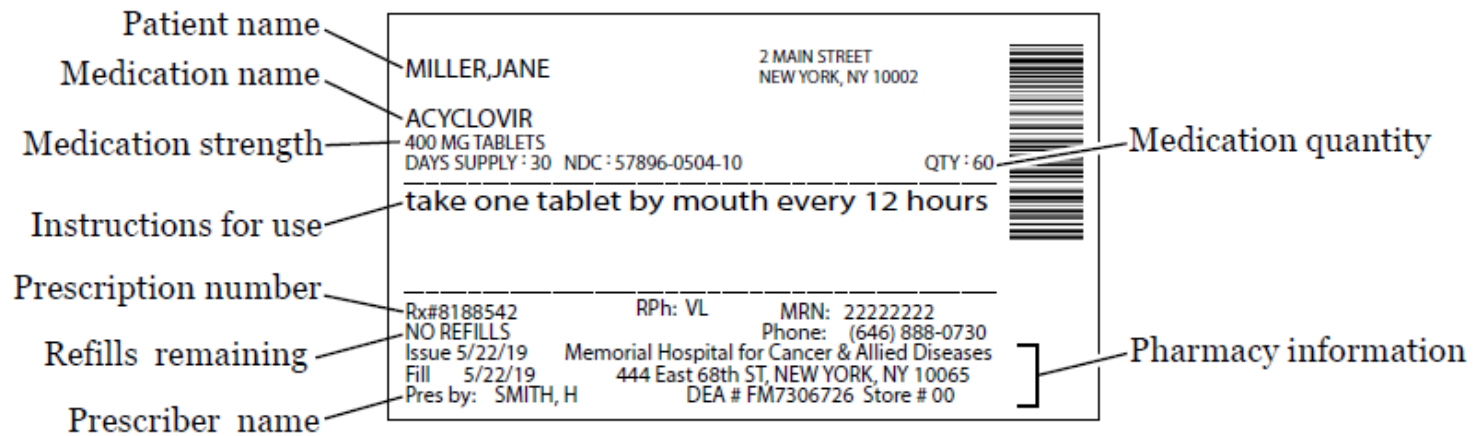 Patient name
Medication name
Medication strength
Instructions for use
Prescription number
Refills remaining
Prescriber name
MILLER,JANE
2 MAIN STREET
NEW YORK, NY 10002
ACYCLOVIR
400 MG TABLETS
DAYS SUPPLY : 30 NDC : 57896-0504-10 QTY : 60
take one tablet by mouth every 12 hours
Rx#8188542 RPh: VL MRN: 22222222
NO REFILLS Phone: (646) 888-0730
Issue 5/22/19 Memorial Hospital for Cancer & Allied Diseases
Fill 5/22/19 444 East 68th ST, NEW YORK, NY 10065
Pres by: SMITH, H DEA # FM7306726 Store # 00
Medication quantity
Pharmacy information